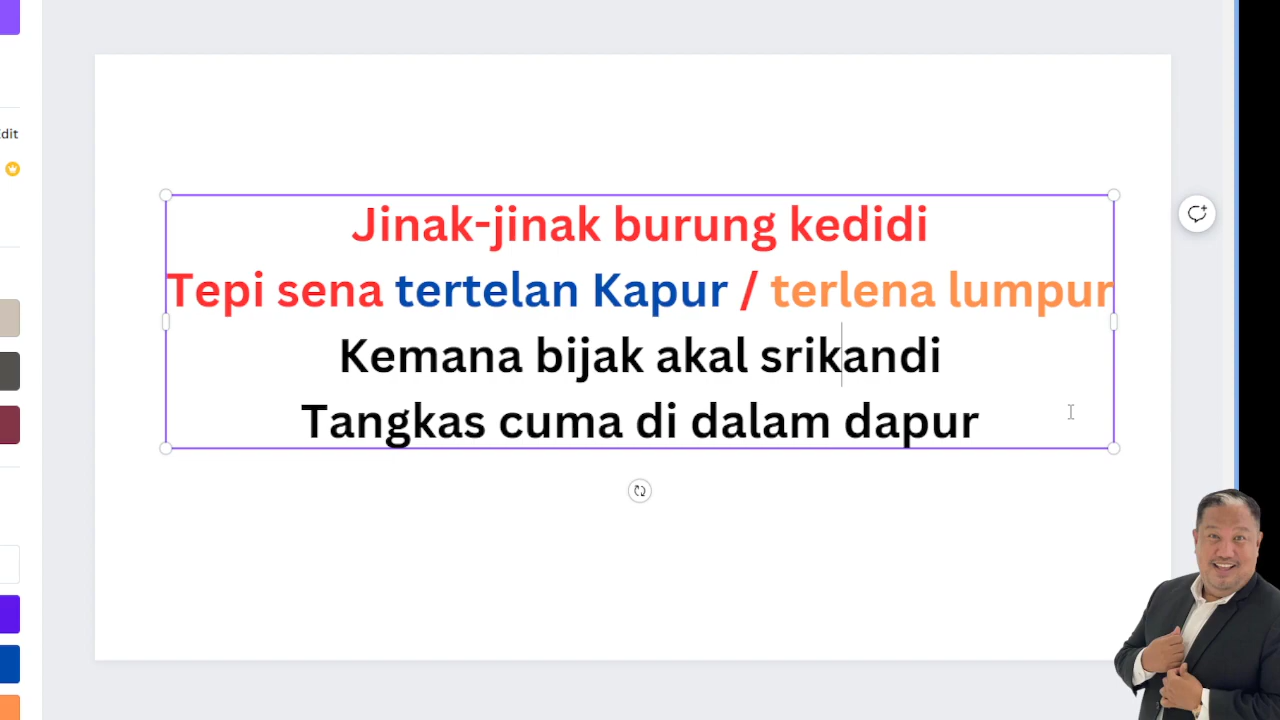 Edit
Jinak-jinak burung kedidi
Tepi sena tertelan Kapur / terlena lumpur
Kemana bijak akal srikandi
Tangkas cuma di dalam dapur